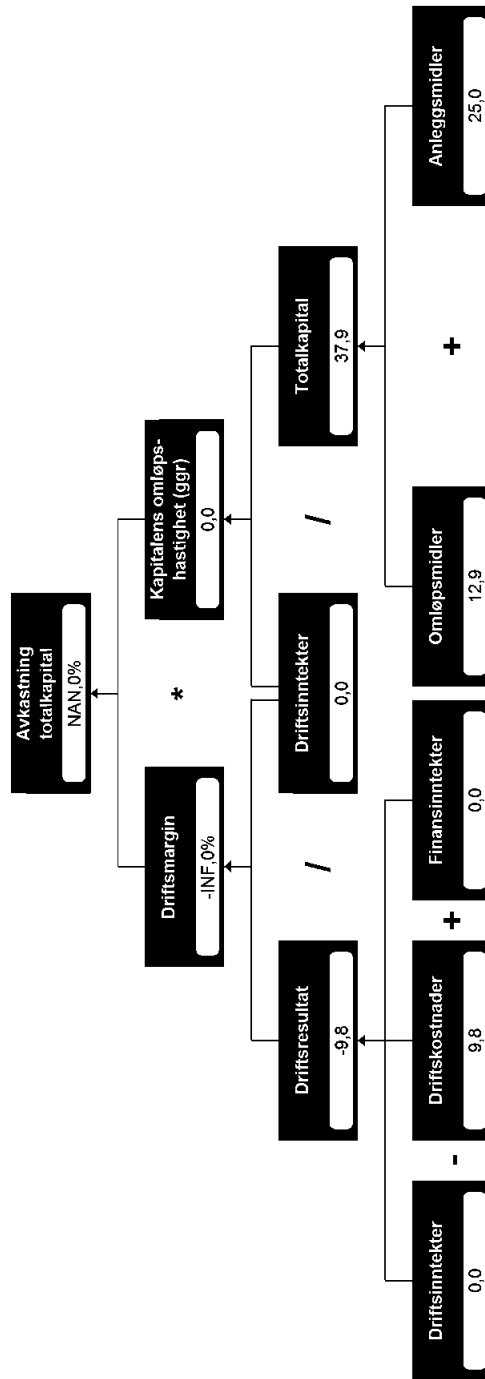 Avkastning
totalkapital
NAN,0%
Driftsmargin
-INF,0%
*
Kapitalens omløps-
hastighet (ggr)
0,0
Driftsresultat
-9,8
/
Driftsinntekter
0,0
/
Totalkapital
37,9
Driftsinntekter
0,0
-
Driftskostnader
9,8
+
Finansinntekter
0,0
Omløpsmidler
12,9
+
Anleggsmidler
25,0